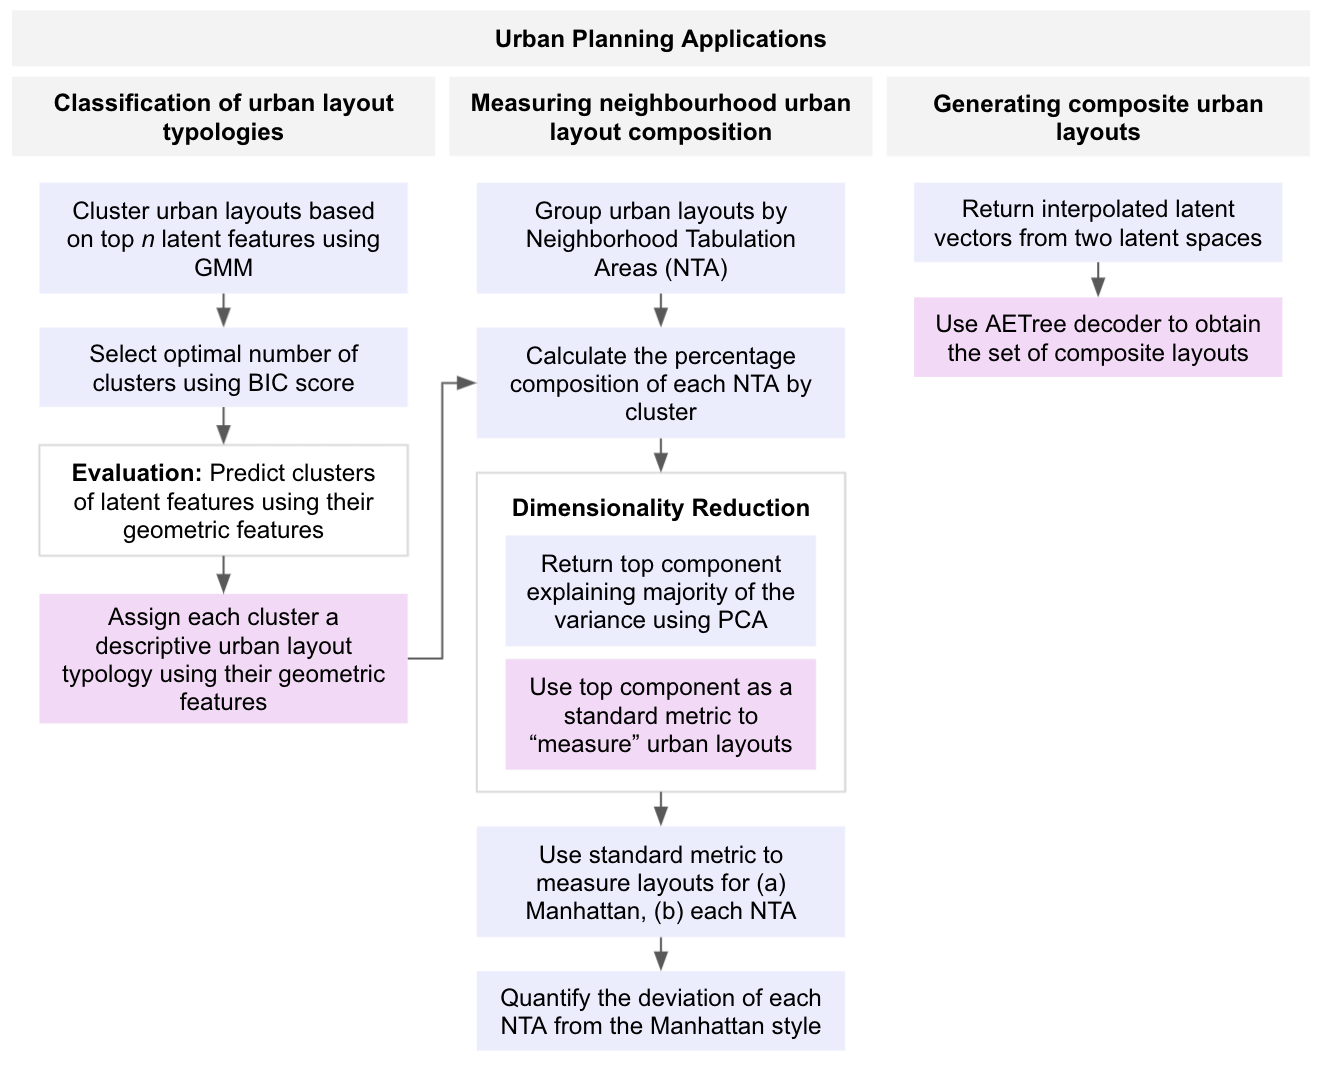 Urban Planning Applications
Classification of urban layout
typologies
Cluster urban layouts based
on top n latent features using
GMM
Select optimal number of
clusters using BIC score
Evaluation: Predict clusters
of latent features using their
geometric features
Assign each cluster a
descriptive urban layout
typology using their geometric
features
Measuring neighbourhood urban
layout composition
Group urban layouts by
Neighborhood Tabulation
Areas (NTA)
Calculate the percentage
composition of each NTA by
cluster
Dimensionality Reduction
Return top component
explaining majority of the
variance using PCA
Use top component as a
standard metric to
“measure” urban layouts
Use standard metric to
measure layouts for (a)
Manhattan, (b) each NTA
Quantify the deviation of each
NTA from the Manhattan style
Generating composite urban
layouts
Return interpolated latent
vectors from two latent spaces
Use AETree decoder to obtain
the set of composite layouts